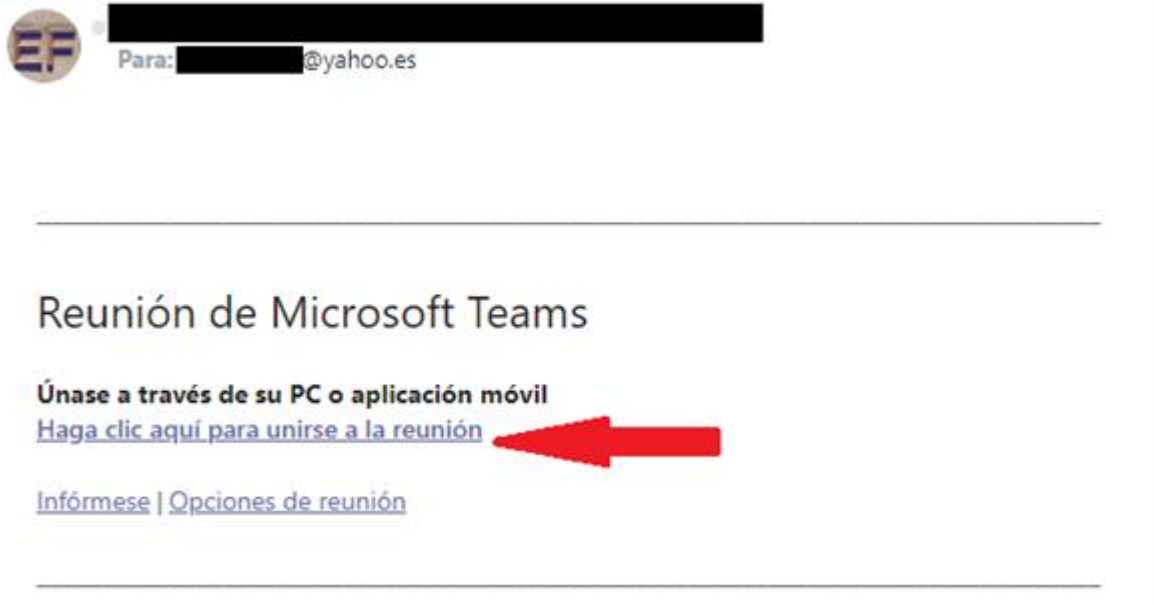 EF
Para: @yahoo.es
Reunión de Microsoft Teams
Únase a través de su PC o aplicación móvil
Haga clic aquí para unirse a la reunión
Infórmese | Opciones de reunión